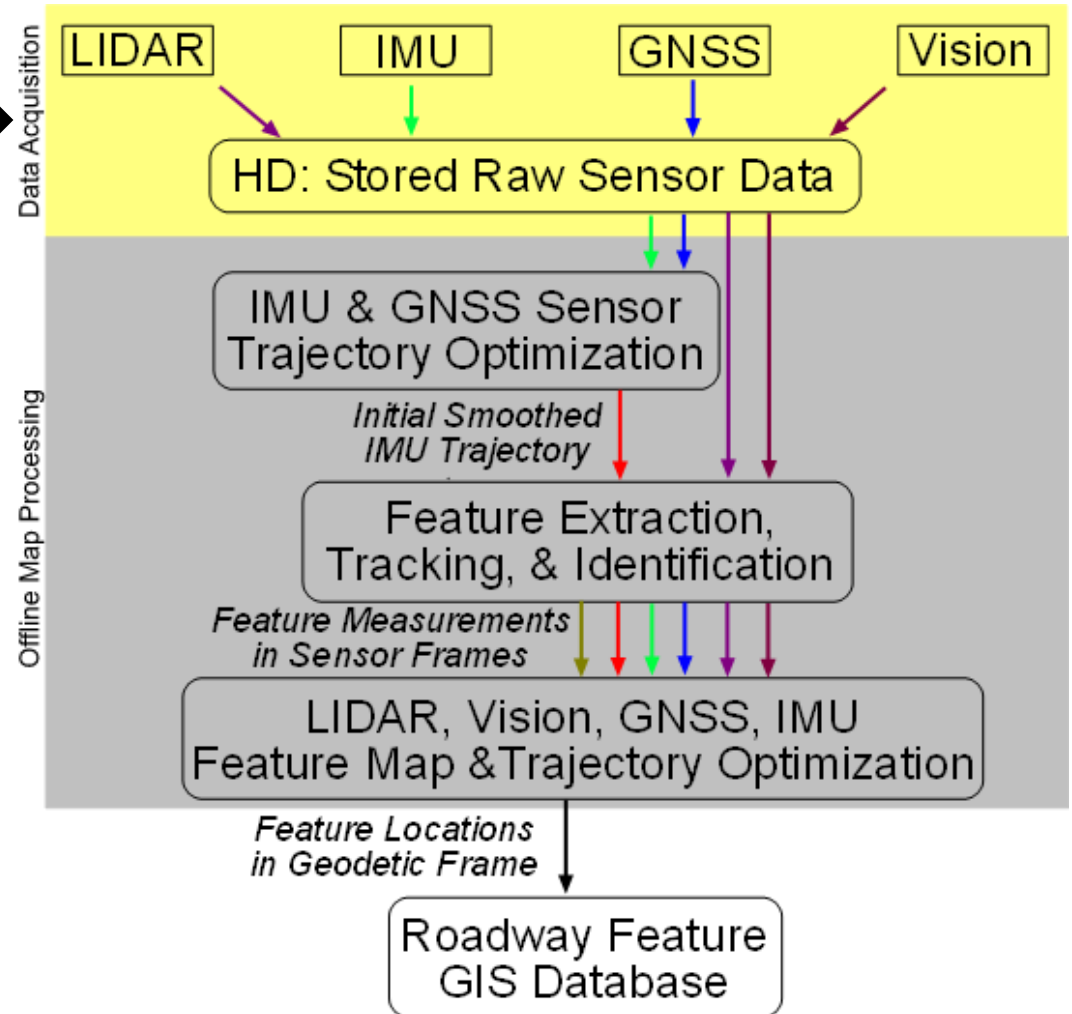 Data Acquisition
LIDAR
IMU
GNSS
Vision
HD: Stored Raw Sensor Data
Offline Map Processing
IMU & GNSS Sensor
Trajectory Optimization
Initial Smoothed
IMU Trajectory
Feature Extraction,
Tracking, & Identification
Feature Measurements
in Sensor Frames
LIDAR, Vision, GNSS, IMU
Feature Map &Trajectory Optimization
Feature Locations
in Geodetic Frame
Roadway Feature
GIS Database